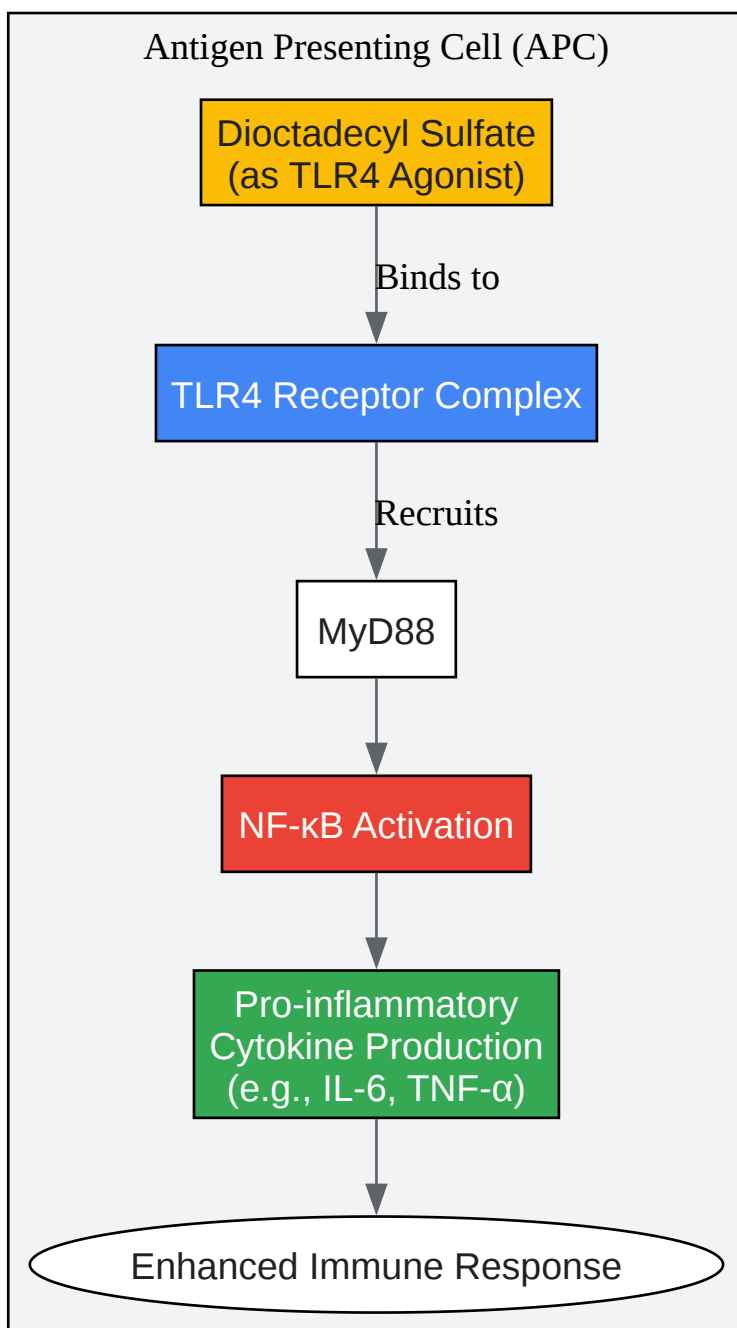 Antigen Presenting Cell (APC)
Dioctadecyl Sulfate
(as TLR4 Agonist)
Binds to
TLR4 Receptor Complex
Recruits
MyD88
NF-κB Activation
Pro-inflammatory
Cytokine Production
(e.g., IL-6, TNF-α)
Enhanced Immune Response